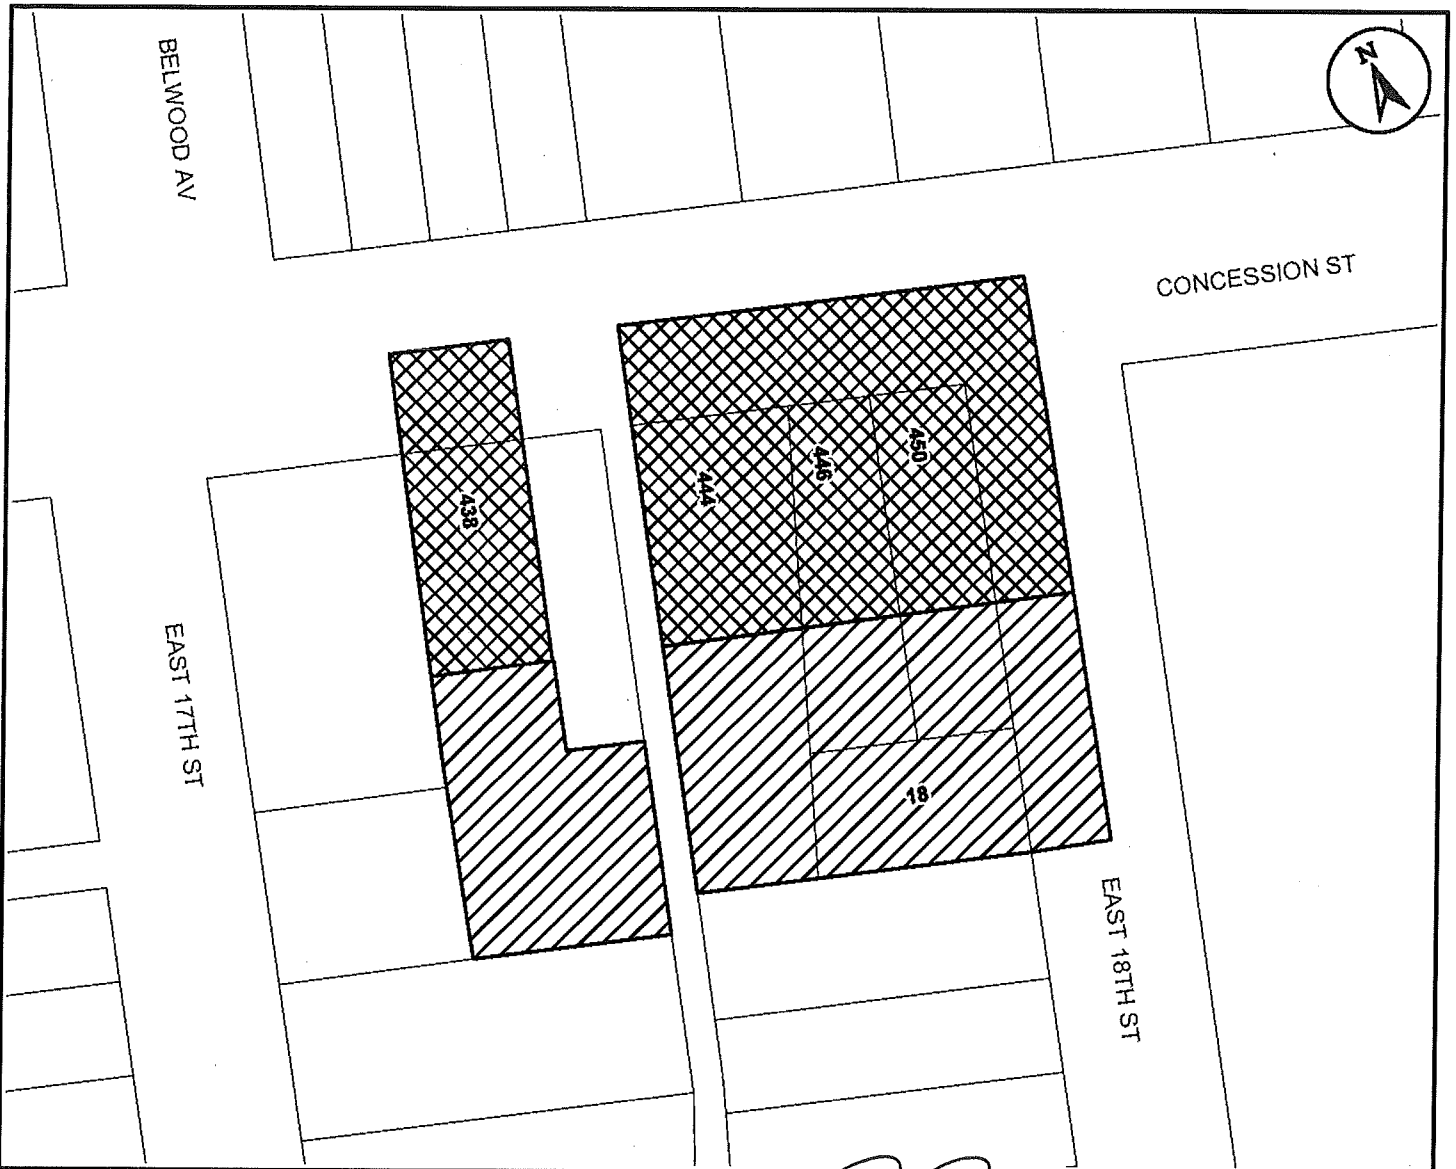 BELWOOD AV
N
CONCESSION ST
450
446
444
438
EAST 17TH ST
18
EAST 18TH ST